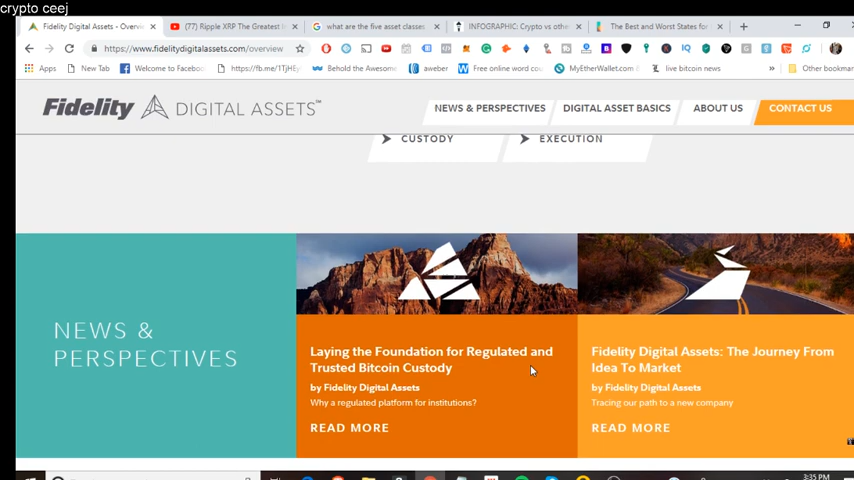 crypto ceej
Fidelity Digital Assets - Overvi
(77) Ripple XRP The Greatest
what are the five asset classes
INFOGRAPHIC: Crypto vs othe
The Best and Worst States for
https://www.fidelitydigitalassets.com/overview
Apps
New Tab
Welcome to Faceboo
https://fb.me/1TjHEy
Behold the Awesome
aweber
Free online word cou
MyEtherWallet.com
live bitcoin news
Other bookmar
Fidelity DIGITAL ASSETS℠
NEWS & PERSPECTIVES
DIGITAL ASSET BASICS
ABOUT US
CONTACT US
CUSTODY
EXECUTION
NEWS &
PERSPECTIVES
Laying the Foundation for Regulated and
Trusted Bitcoin Custody
by Fidelity Digital Assets
Why a regulated platform for institutions?
READ MORE
Fidelity Digital Assets: The Journey From
Idea To Market
by Fidelity Digital Assets
Tracing our path to a new company
READ MORE
3:35 PM